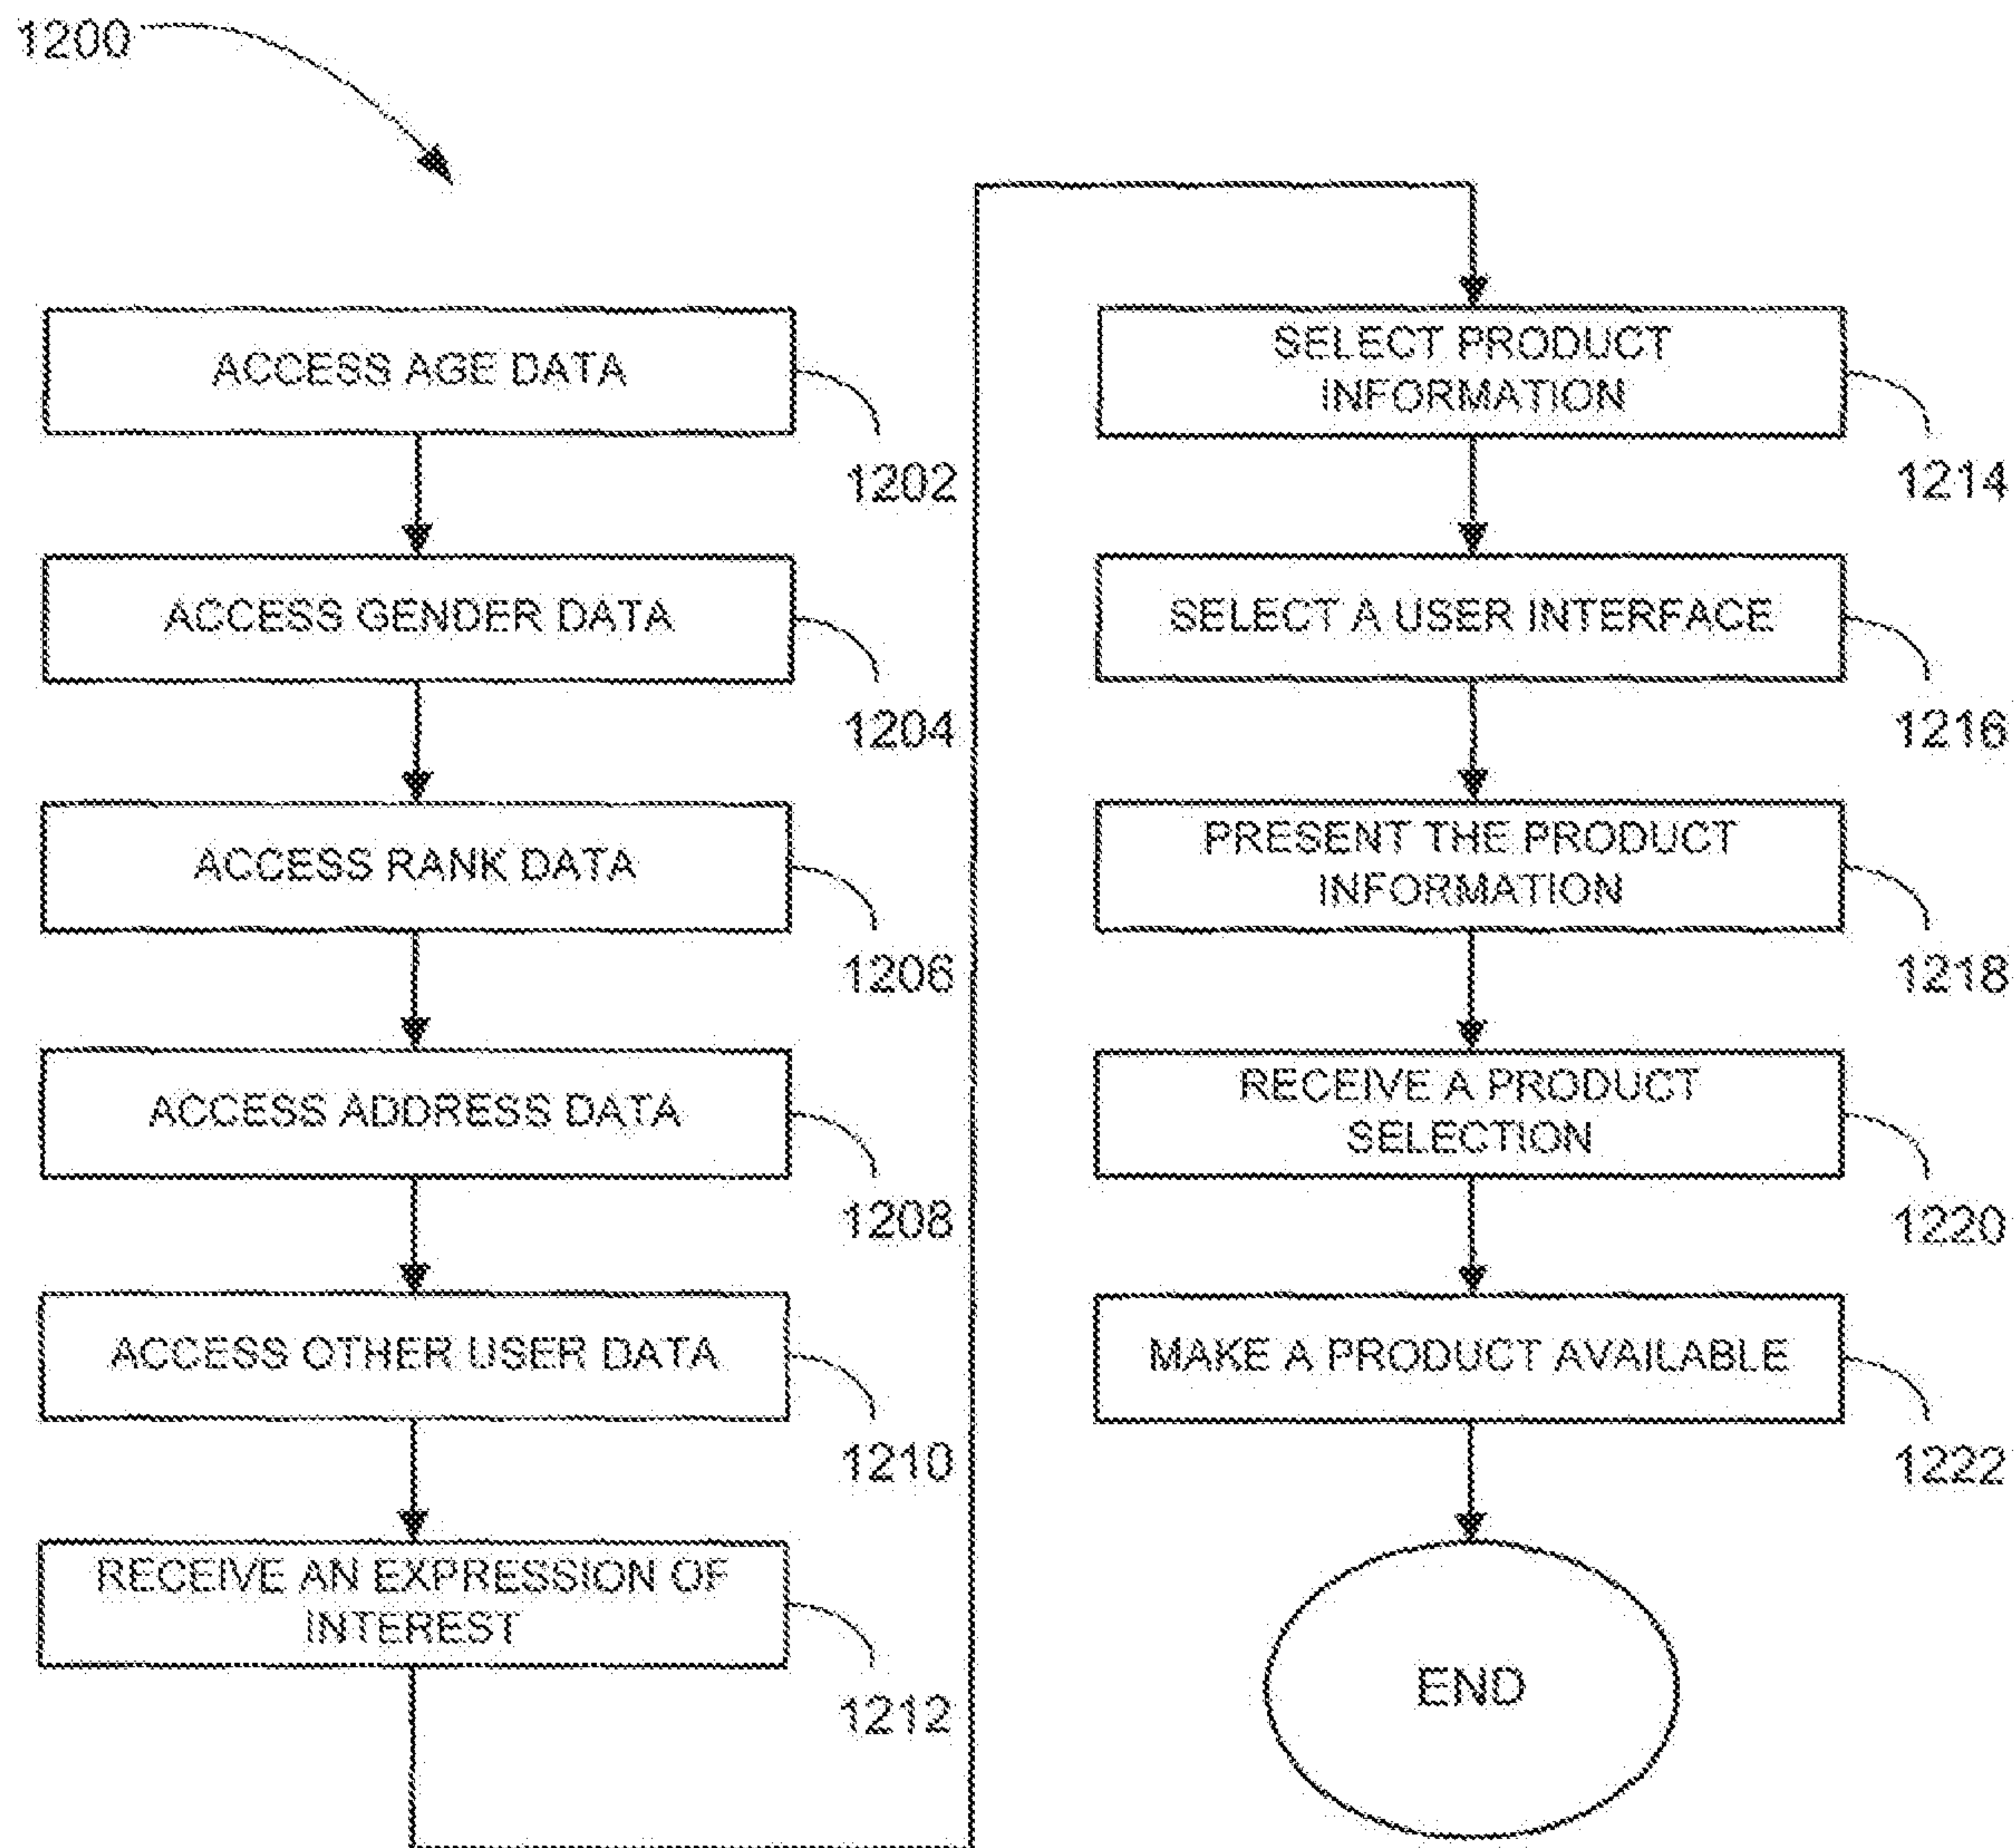 1200
ACCESS AGE DATA
1202
ACCESS GENDER DATA
1204
ACCESS RANK DATA
1206
ACCESS ADDRESS DATA
1208
ACCESS OTHER USER DATA
1210
RECEIVE AN EXPRESSION OF
INTEREST
1212
SELECT PRODUCT
INFORMATION
1214
SELECT A USER INTERFACE
1216
PRESENT THE PRODUCT
INFORMATION
1218
RECEIVE A PRODUCT
SELECTION
1220
MAKE A PRODUCT AVAILABLE
1222
END